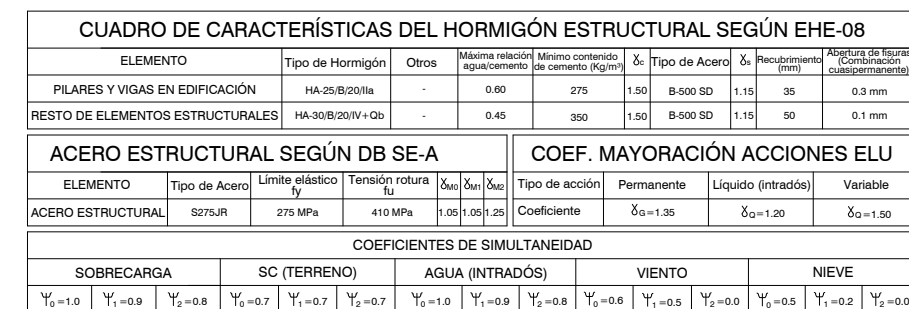 CUADRO DE CARACTERÍSTICAS DEL HORMIGÓN ESTRUCTURAL SEGÚN EHE-08
ELEMENTO Tipo de Hormigón Otros Máxima relación agua/cemento Mínimo contenido de cemento (Kg/m³) γc Tipo de Acero γs Recubrimiento (mm) Abertura de fisuras (Combinación cuasipermanente)
PILARES Y VIGAS EN EDIFICACIÓN HA-25/B/20/IIa - 0.60 275 1.50 B-500 SD 1.15 35 0.3 mm
RESTO DE ELEMENTOS ESTRUCTURALES HA-30/B/20/IV+Qb - 0.45 350 1.50 B-500 SD 1.15 50 0.1 mm
ACERO ESTRUCTURAL SEGÚN DB SE-A
ELEMENTO Tipo de Acero Límite elástico fy Tensión rotura fu γM0 γM1 γM2
ACERO ESTRUCTURAL S275JR 275 MPa 410 MPa 1.05 1.05 1.25
COEF. MAYORACIÓN ACCIONES ELU
Tipo de acción Permanente Líquido (intradós) Variable
Coeficiente γG=1.35 γQ=1.20 γQ=1.50
COEFICIENTES DE SIMULTANEIDAD
SOBRECARGA SC (TERRENO) AGUA (INTRADÓS) VIENTO NIEVE
Ψ0=1.0 Ψ1=0.9 Ψ2=0.8 Ψ0=0.7 Ψ1=0.7 Ψ2=0.7 Ψ0=1.0 Ψ1=0.9 Ψ2=0.8 Ψ0=0.6 Ψ1=0.5 Ψ2=0.0 Ψ0=0.5 Ψ1=0.2 Ψ2=0.0